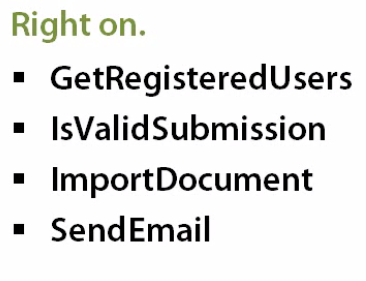 Right on.
▪ GetRegisteredUsers
▪ IsValidSubmission
▪ ImportDocument
▪ SendEmail